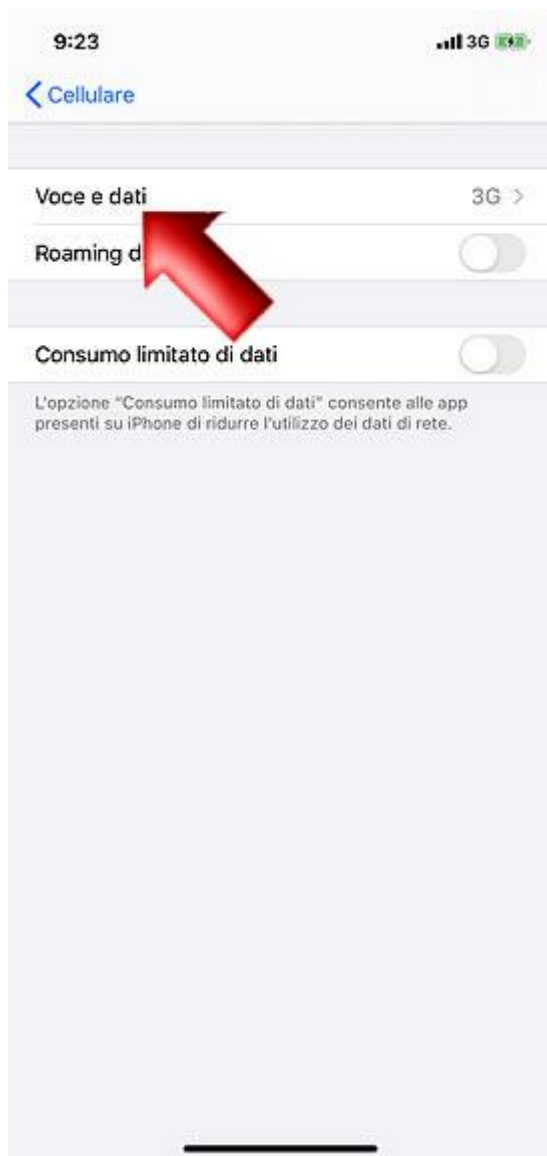 9:23 3G
Cellulare
Voce e dati 3G
Roaming d
Consumo limitato di dati
L'opzione "Consumo limitato di dati" consente alle app
presenti su iPhone di ridurre l'utilizzo dei dati di rete.